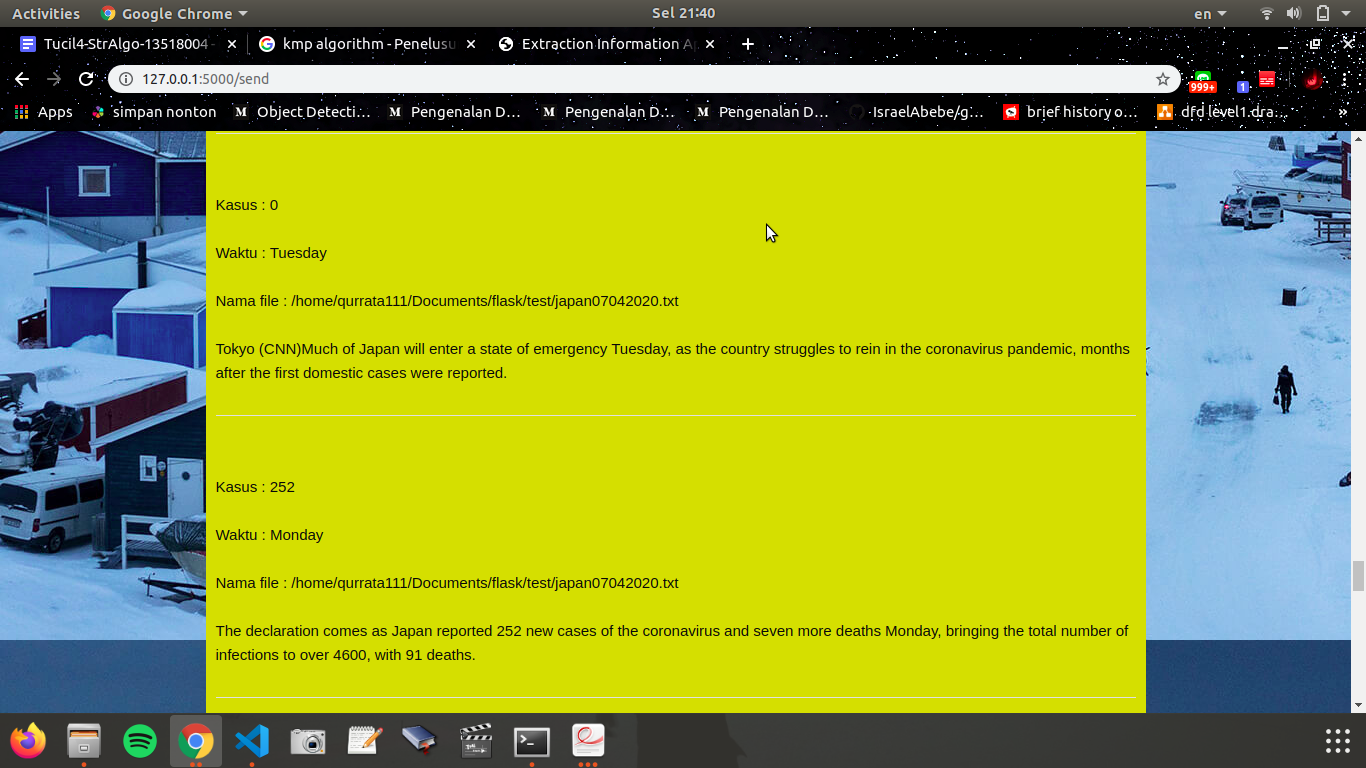 Activities Google Chrome Sel 21:40 en
Tucil4-StrAlgo-13518004 - kmp algorithm - Penelusu Extraction Information Ap
127.0.0.1:5000/send 999+ 1
Apps simpan nonton Object Detecti... Pengenalan D... Pengenalan D... Pengenalan D... IsraelAbebe/g... brief history o... dfd level1.dra... »
Kasus : 0
Waktu : Tuesday
Nama file : /home/qurrata111/Documents/flask/test/japan07042020.txt
Tokyo (CNN)Much of Japan will enter a state of emergency Tuesday, as the country struggles to rein in the coronavirus pandemic, months
after the first domestic cases were reported.
Kasus : 252
Waktu : Monday
Nama file : /home/qurrata111/Documents/flask/test/japan07042020.txt
The declaration comes as Japan reported 252 new cases of the coronavirus and seven more deaths Monday, bringing the total number of
infections to over 4600, with 91 deaths.